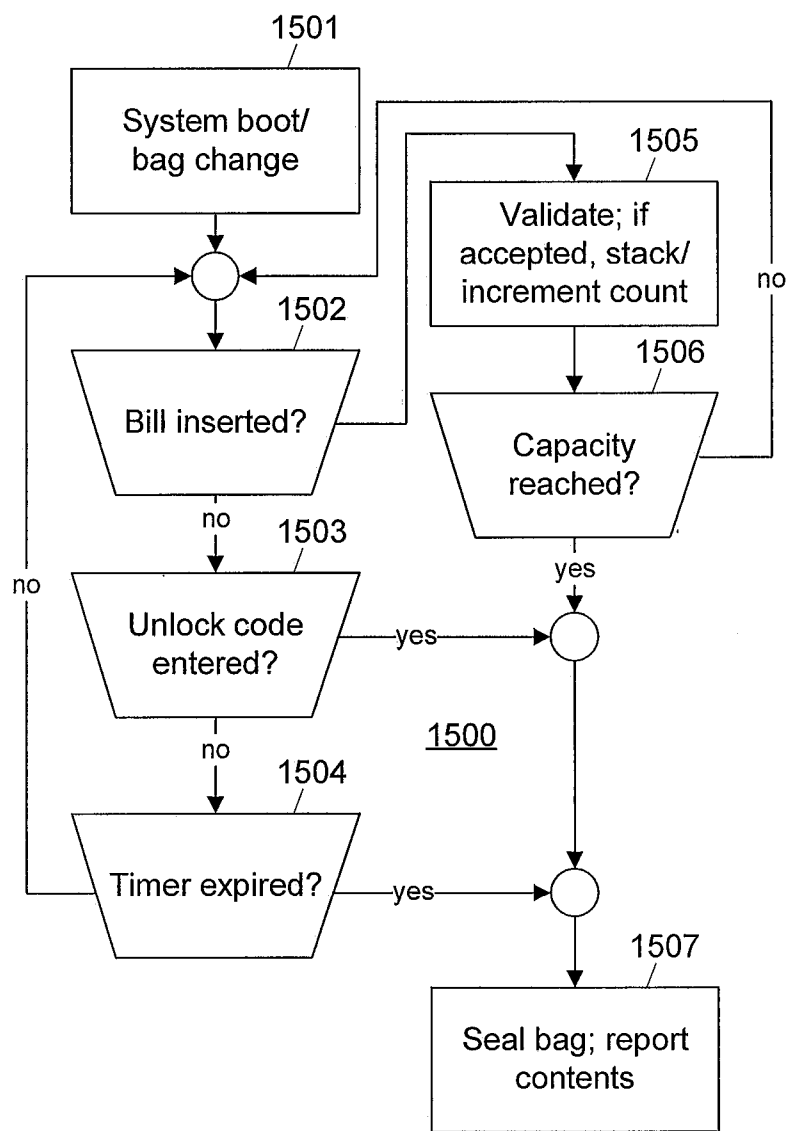 1501
System boot/
bag change
1502
Bill inserted?
no
1503
Unlock code
entered?
yes
no
1504
Timer expired?
yes
no
1505
Validate; if
accepted, stack/
increment count
no
1506
Capacity
reached?
yes
1500
1507
Seal bag; report
contents